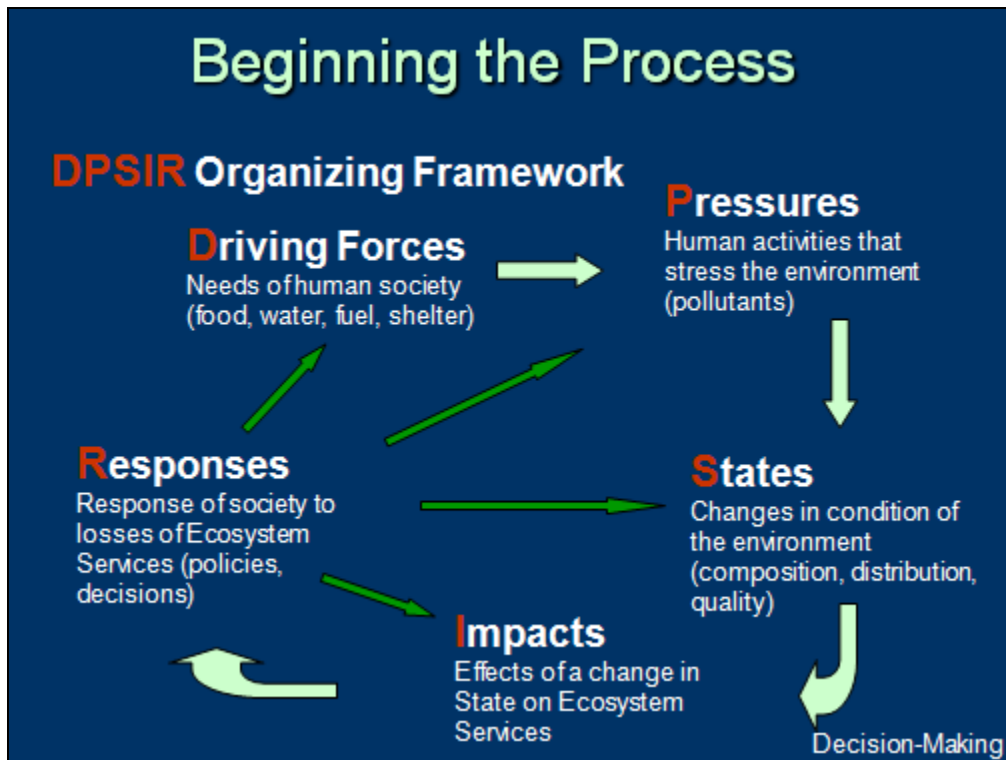 Beginning the Process
DPSIR Organizing Framework
Driving Forces
Needs of human society
(food, water, fuel, shelter)
Pressures
Human activities that
stress the environment
(pollutants)
States
Changes in condition of
the environment
(composition, distribution,
quality)
Impacts
Effects of a change in
State on Ecosystem
Services
Responses
Response of society to
losses of Ecosystem
Services (policies,
decisions)
Decision-Making